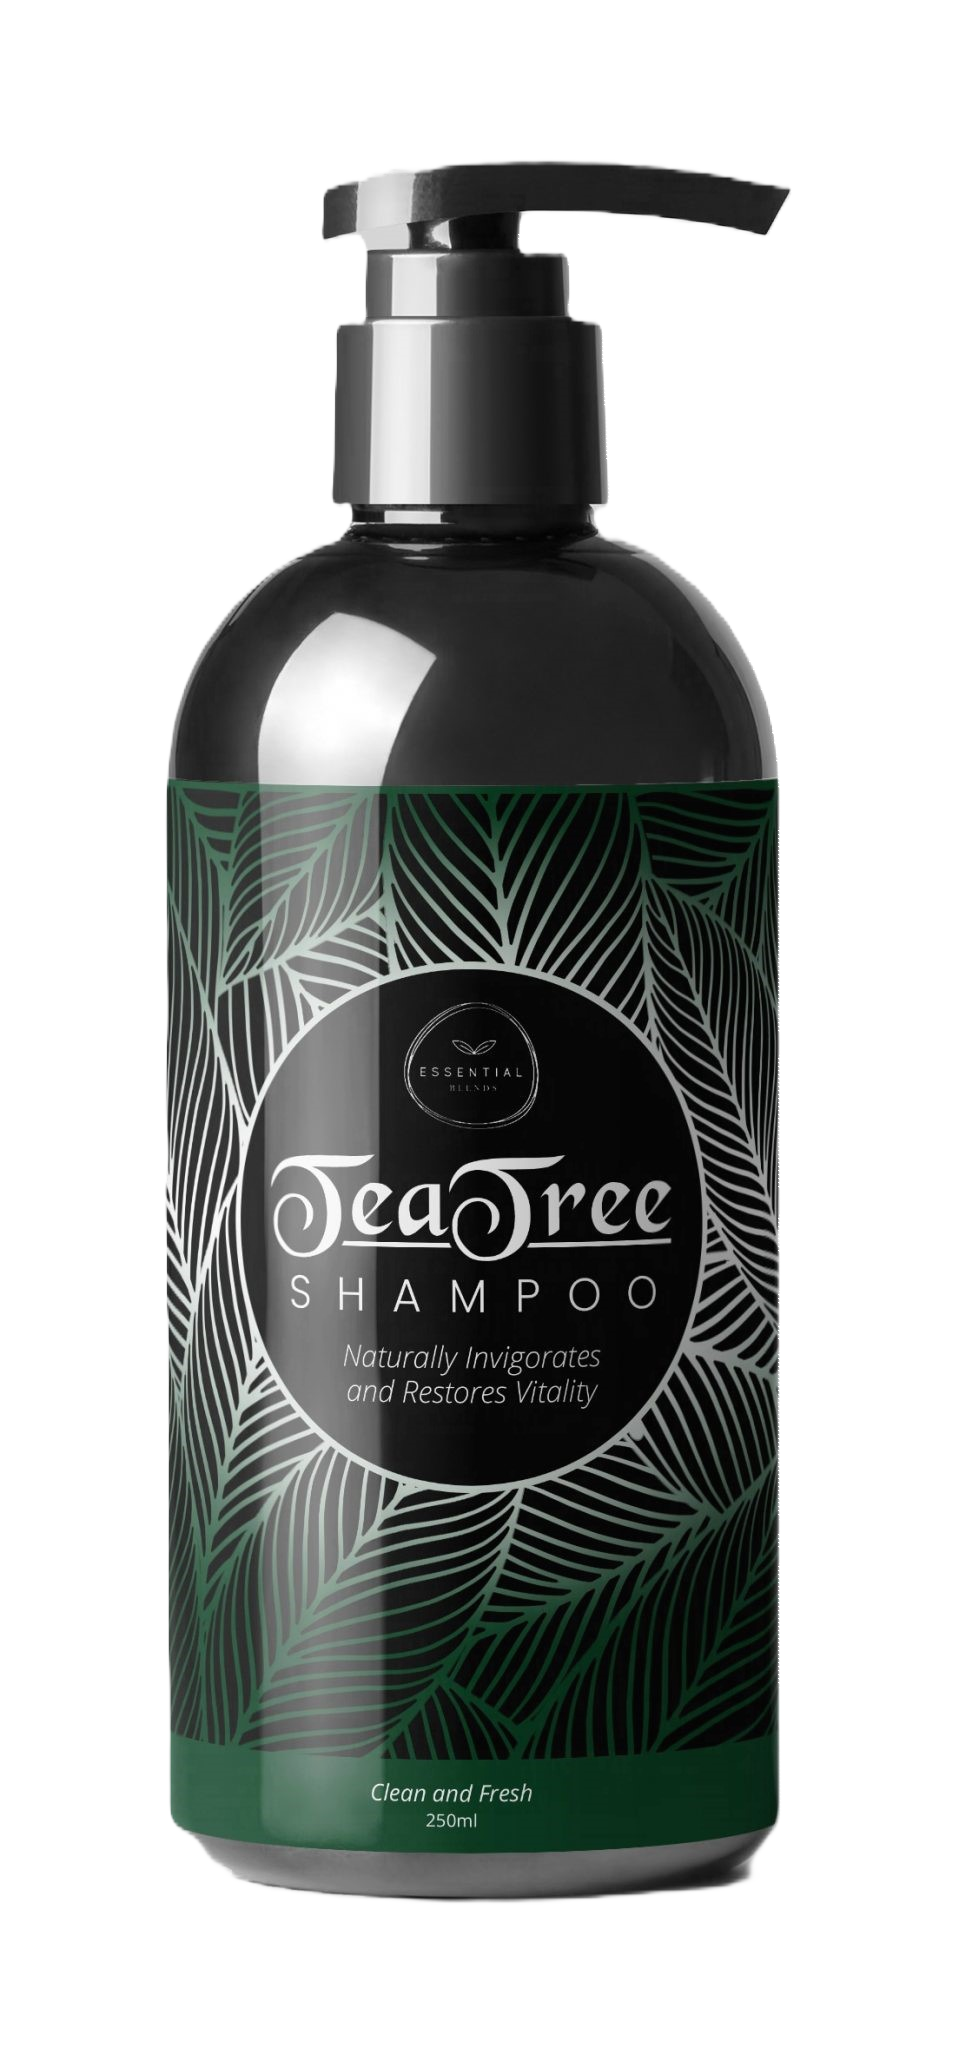 ESSENTIAL
BLENDS
TeaTree
SHAMPOO
Naturally Invigorates
and Restores Vitality
Clean and Fresh
250ml